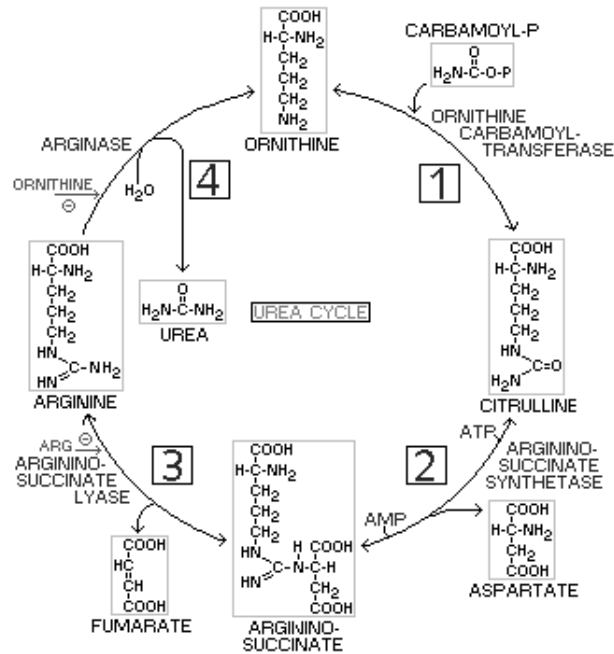 COOH
H-C-NH2
CH2
CH2
CH2
NH2
ORNITHINE
CARBAMOYL-P
O
H2N-C-O-P
ORNITHINE
CARBAMOYL-
TRANSFERASE
1
ARGINASE
H2O
4
ORNITHINE
⊖
COOH
H-C-NH2
CH2
CH2
CH2
HN
C-NH2
HN
ARGININE
O
H2N-C-NH2
UREA
UREA CYCLE
COOH
H-C-NH2
CH2
CH2
CH2
HN
C=O
H2N
CITRULLINE
ATP
ARGININO-
SUCCINATE
SYNTHETASE
2
AMP
COOH
H-C-NH2
CH2
COOH
ASPARTATE
ARG ⊖
ARGININO-
SUCCINATE
LYASE
3
COOH
HC
CH
COOH
FUMARATE
COOH
H-C-NH2
CH2
CH2
CH2
HN H COOH
C-N-C-H
HN CH2
COOH
ARGININO-
SUCCINATE